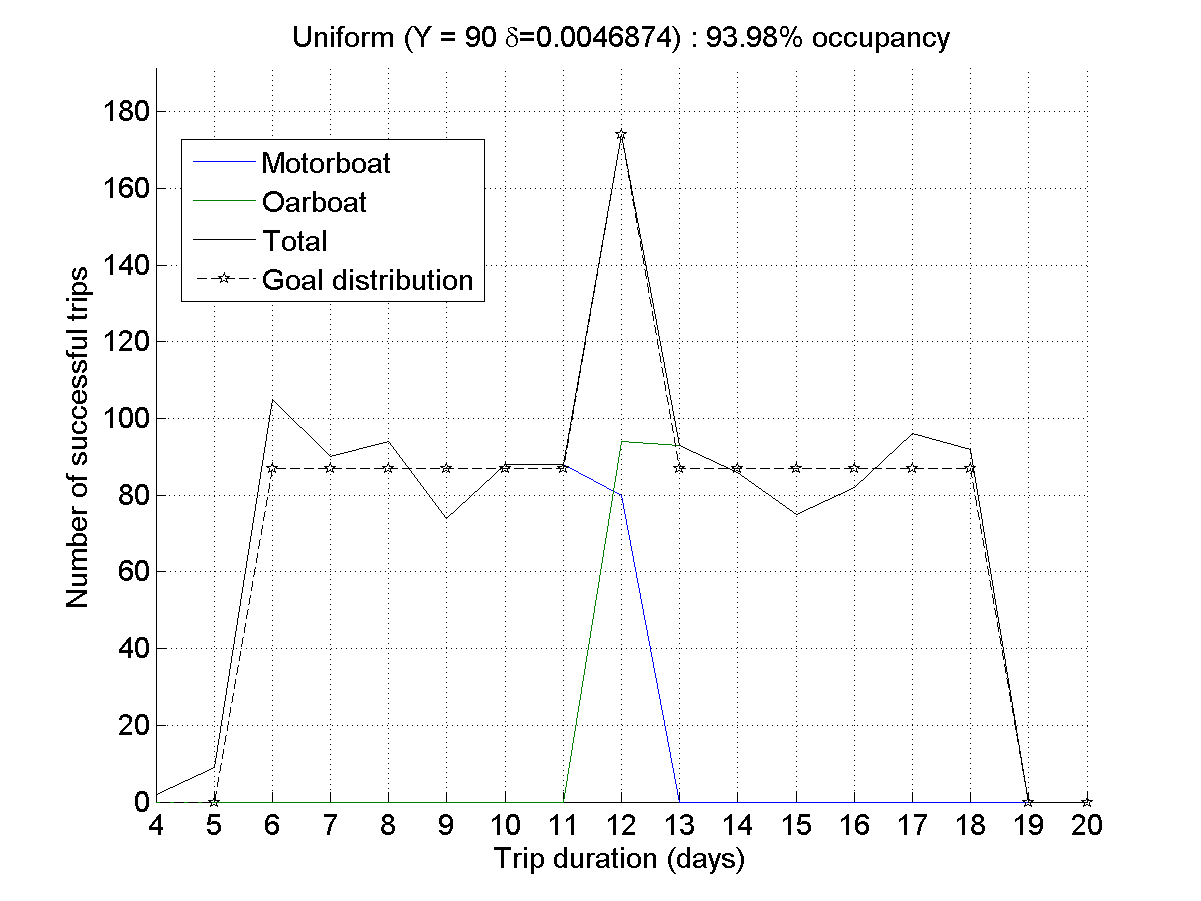 Uniform (Y = 90 δ=0.0046874) : 93.98% occupancy
Number of successful trips
180
160
140
120
100
80
60
40
20
0
Motorboat
Oarboat
Total
Goal distribution
4 5 6 7 8 9 10 11 12 13 14 15 16 17 18 19 20
Trip duration (days)